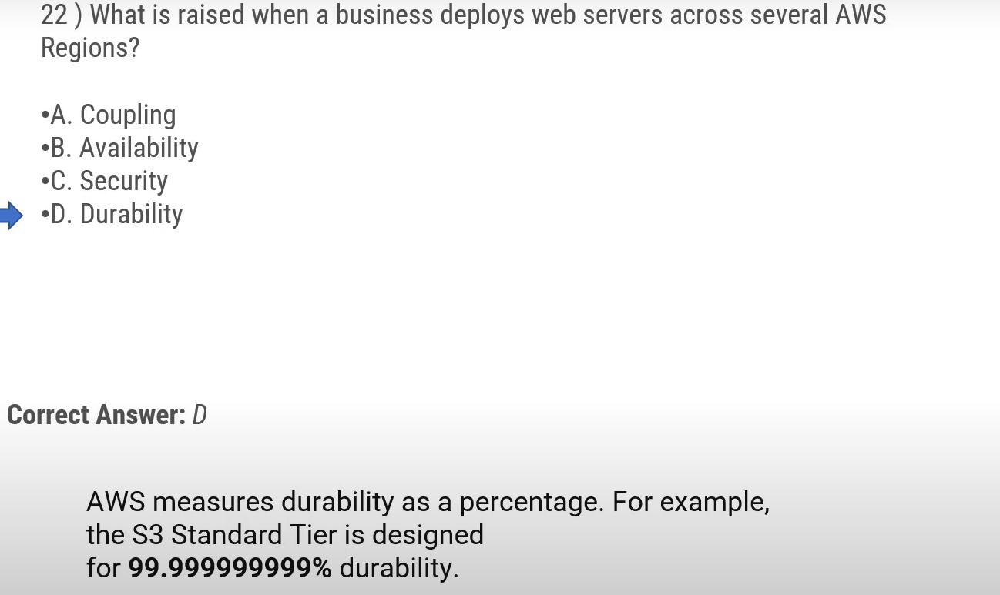 22 ) What is raised when a business deploys web servers across several AWS
Regions?
•A. Coupling
•B. Availability
•C. Security
•D. Durability
Correct Answer: D
AWS measures durability as a percentage. For example,
the S3 Standard Tier is designed
for 99.999999999% durability.